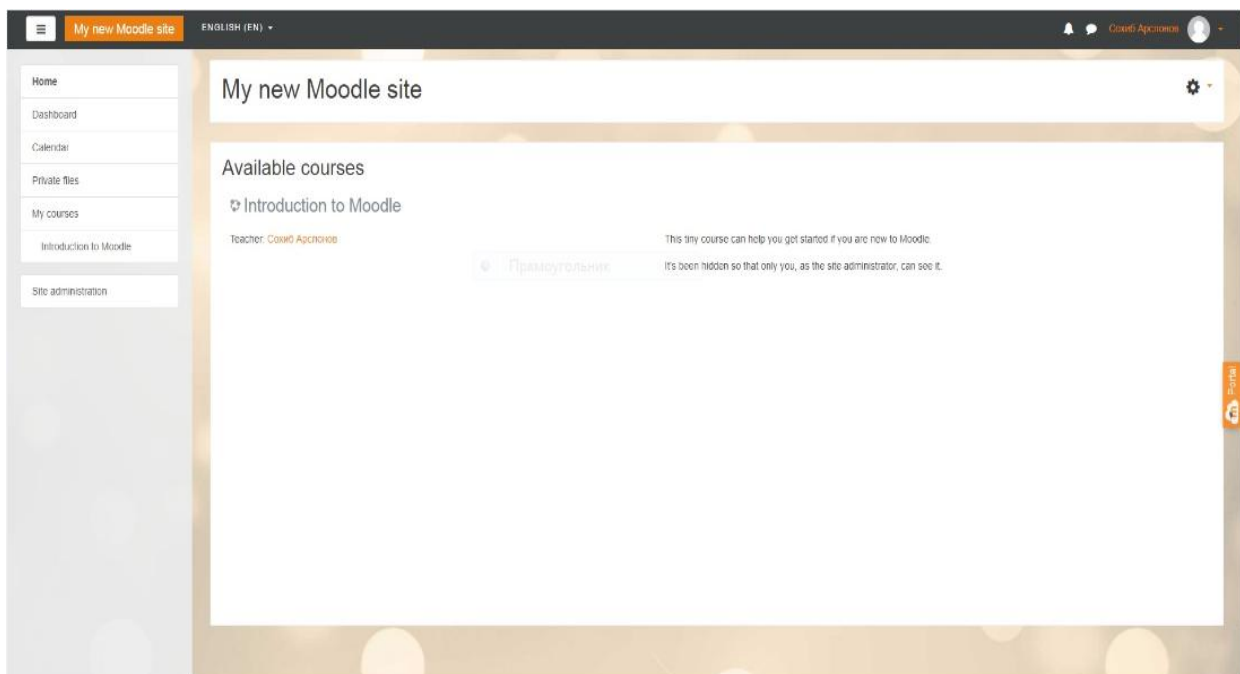 My new Moodle site
ENGLISH (EN)
Сохиб Арслонов
Home
Dashboard
Calendar
Private files
My courses
Introduction to Moodle
Site administration
My new Moodle site
Available courses
Introduction to Moodle
Teacher: Сохиб Арслонов
This tiny course can help you get started if you are new to Moodle.
It's been hidden so that only you, as the site administrator, can see it.
Прямоугольник
Portal